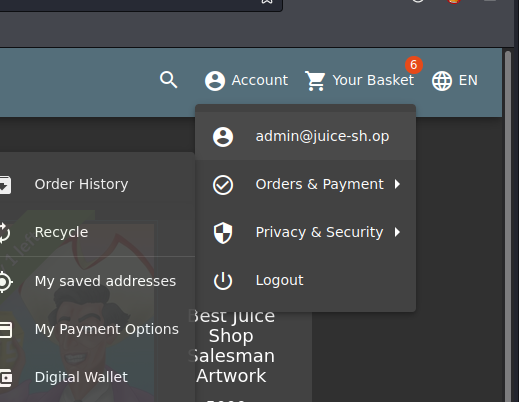 Account
6
Your Basket
EN
admin@juice-sh.op
Orders & Payment
Privacy & Security
Logout
Order History
Recycle
My saved addresses
My Payment Options
Digital Wallet
Best Juice
Shop
Salesman
Artwork